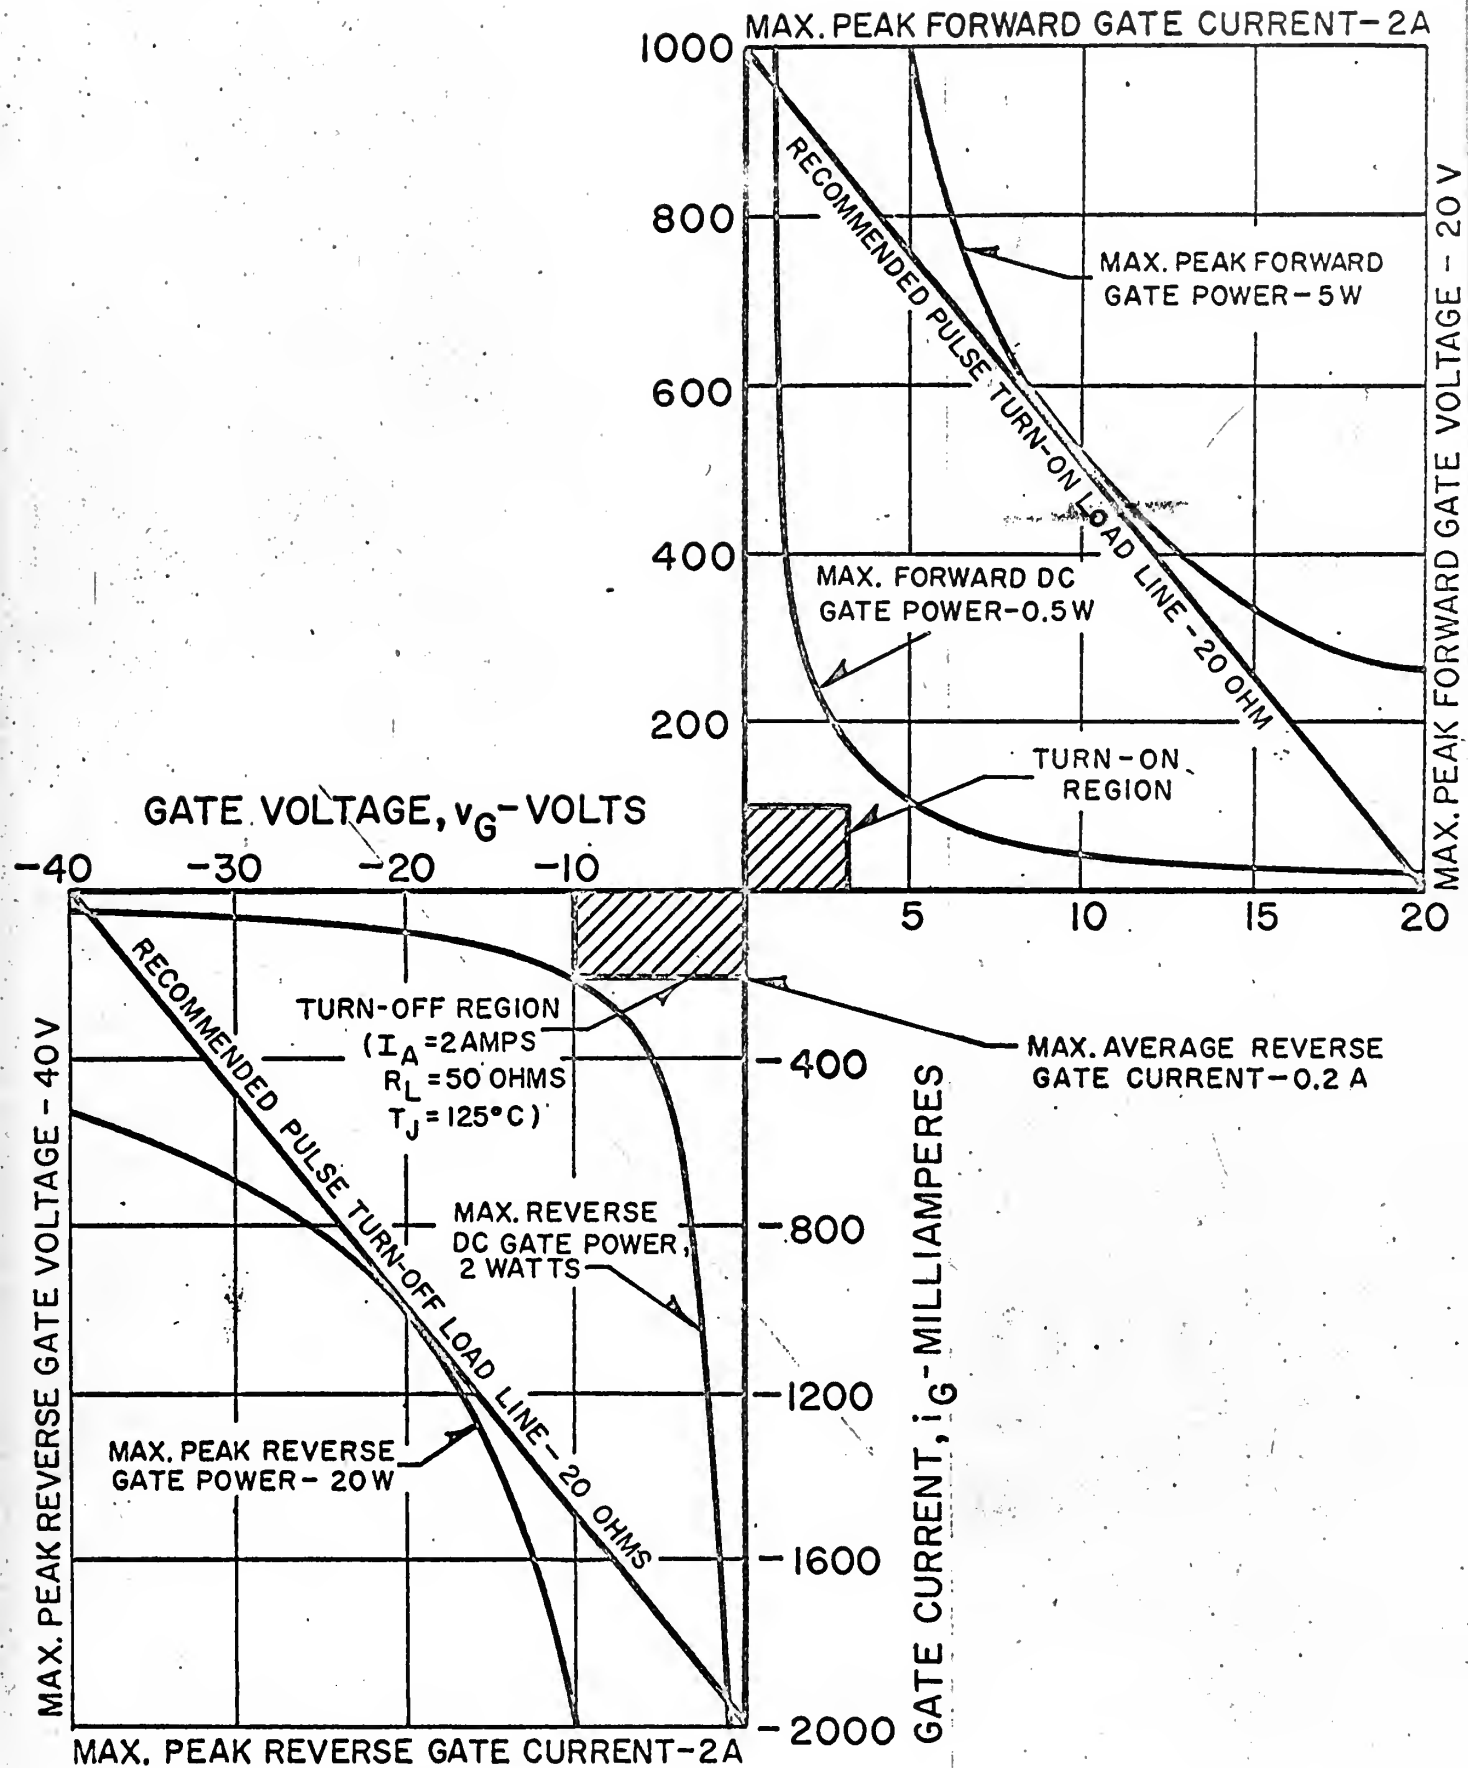 MAX. PEAK FORWARD GATE CURRENT-2A
1000
800
600
400
200
MAX. PEAK FORWARD GATE VOLTAGE - 20 V
RECOMMENDED PULSE TURN-ON LOAD LINE - 20 OHM
MAX. PEAK FORWARD
GATE POWER-5W
MAX. FORWARD DC
GATE POWER-0.5W
TURN-ON
REGION
5
10
15
20
GATE VOLTAGE, vG-VOLTS
-40
-30
-20
-10
RECOMMENDED PULSE TURN-OFF LOAD LINE-20 OHMS
TURN-OFF REGION
(IA=2AMPS
RL=50 OHMS
TJ=125°C)
MAX. AVERAGE REVERSE
GATE CURRENT-0.2 A
MAX. REVERSE
DC GATE POWER,
2 WATTS
MAX. PEAK REVERSE
GATE POWER- 20W
-400
-800
-1200
-1600
-2000
GATE CURRENT, iG-MILLIAMPERES
MAX. PEAK REVERSE GATE VOLTAGE - 40V
MAX. PEAK REVERSE GATE CURRENT-2A